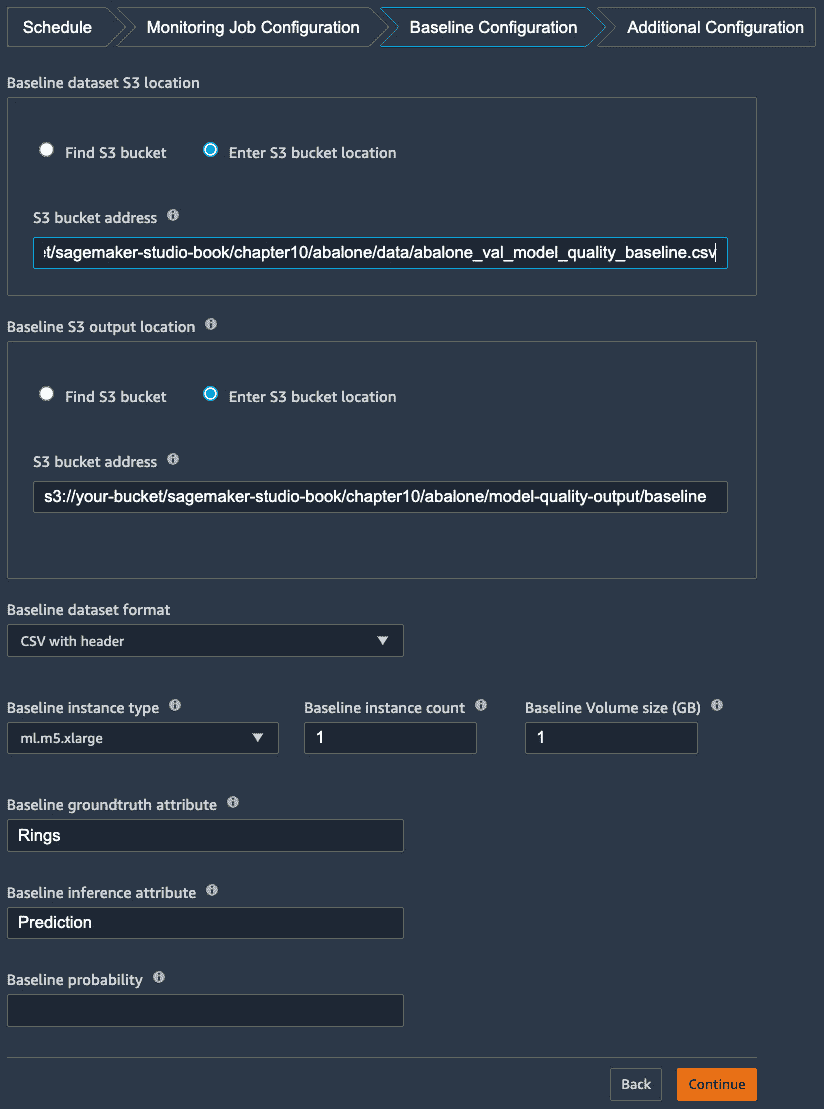 Schedule Monitoring Job Configuration Baseline Configuration Additional Configuration
Baseline dataset S3 location
Find S3 bucket Enter S3 bucket location
S3 bucket address
t/sagemaker-studio-book/chapter10/abalone/data/abalone_val_model_quality_baseline.csv
Baseline S3 output location
Find S3 bucket Enter S3 bucket location
S3 bucket address
s3://your-bucket/sagemaker-studio-book/chapter10/abalone/model-quality-output/baseline
Baseline dataset format
CSV with header
Baseline instance type Baseline instance count Baseline Volume size (GB)
ml.m5.xlarge 1 1
Baseline groundtruth attribute
Rings
Baseline inference attribute
Prediction
Baseline probability
Back Continue